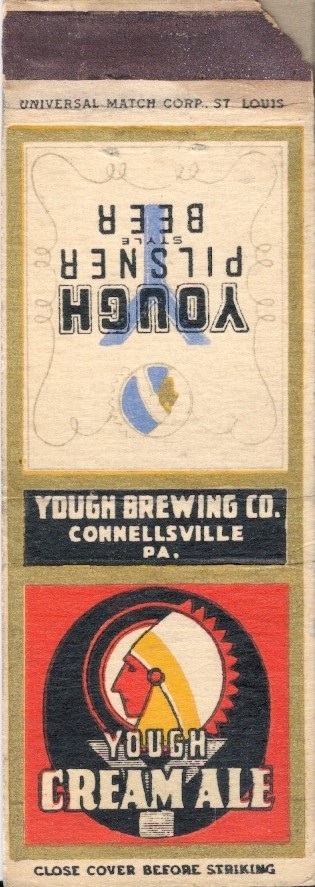 UNIVERSAL MATCH CORP., ST LOUIS
YOUGH
PILSNER
STYLE
BEER
YOUGH BREWING CO.
CONNELLSVILLE
PA.
YOUGH
CREAM ALE
CLOSE COVER BEFORE STRIKING